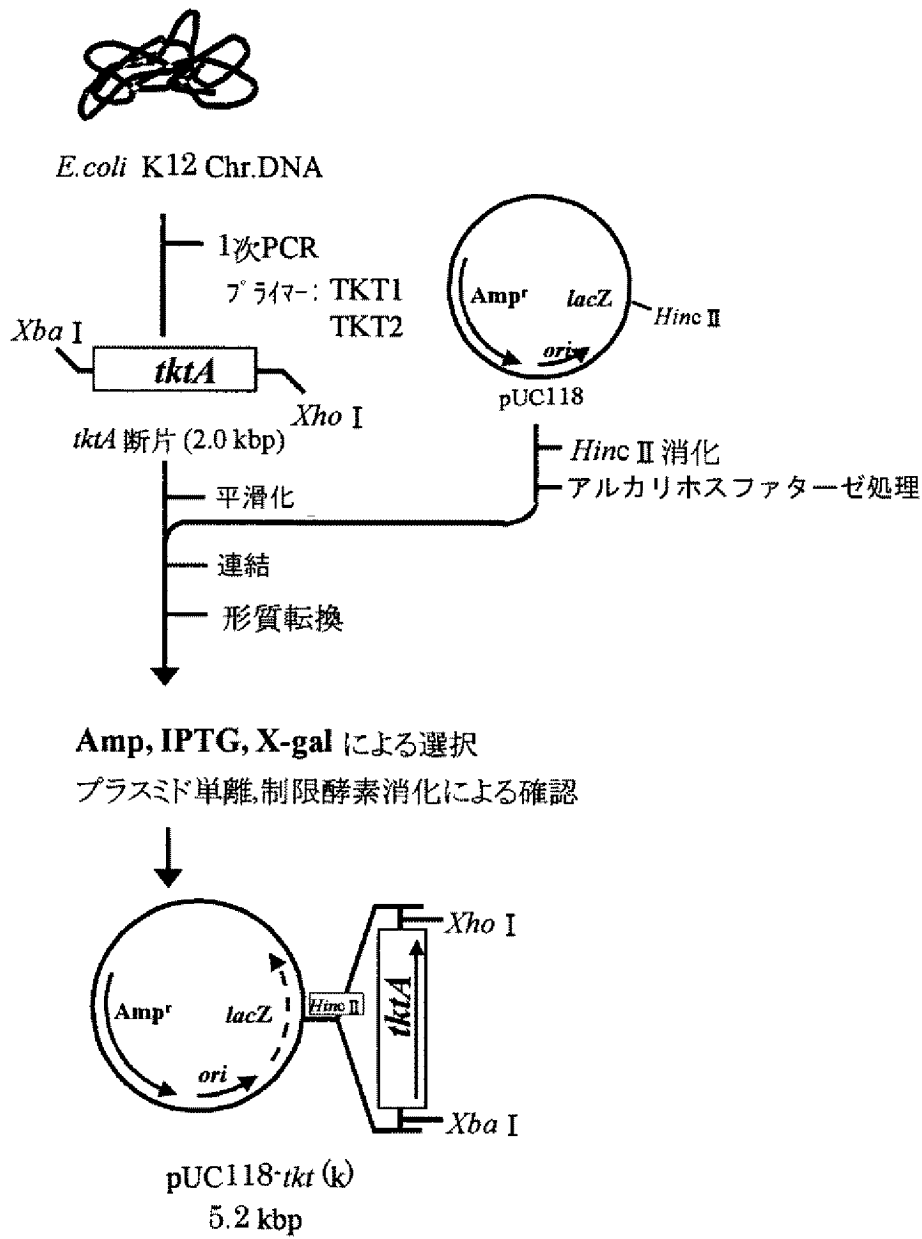 E.coli K12 Chr.DNA
1次PCR
プライマー: TKT1
TKT2
Xba I
tktA
Xho I
tktA 断片 (2.0 kbp)
Ampr
lacZ
ori
Hinc II
pUC118
Hinc II 消化
アルカリホスファターゼ処理
平滑化
連結
形質転換
Amp, IPTG, X-gal による選択
プラスミド単離,制限酵素消化による確認
Ampr
lacZ
ori
Hinc II
Xho I
tktA
Xba I
pUC118-tkt (k)
5.2 kbp